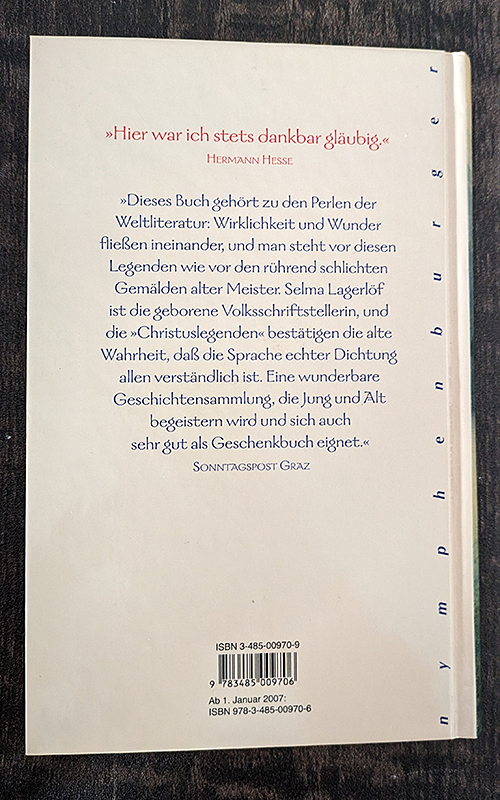 »Hier war ich stets dankbar gläubig.«
HERMANN HESSE
»Dieses Buch gehört zu den Perlen der
Weltliteratur: Wirklichkeit und Wunder
fließen ineinander, und man steht vor diesen
Legenden wie vor den rührend schlichten
Gemälden alter Meister. Selma Lagerlöf
ist die geborene Volksschriftstellerin, und
die »Christuslegenden« bestätigen die alte
Wahrheit, daß die Sprache echter Dichtung
allen verständlich ist. Eine wunderbare
Geschichtensammlung, die Jung und Alt
begeistern wird und sich auch
sehr gut als Geschenkbuch eignet.«
SONNTAGSPOST GRAZ
ISBN 3-485-00970-9
9 783485 009706
Ab 1. Januar 2007:
ISBN 978-3-485-00970-6
nymphenburger